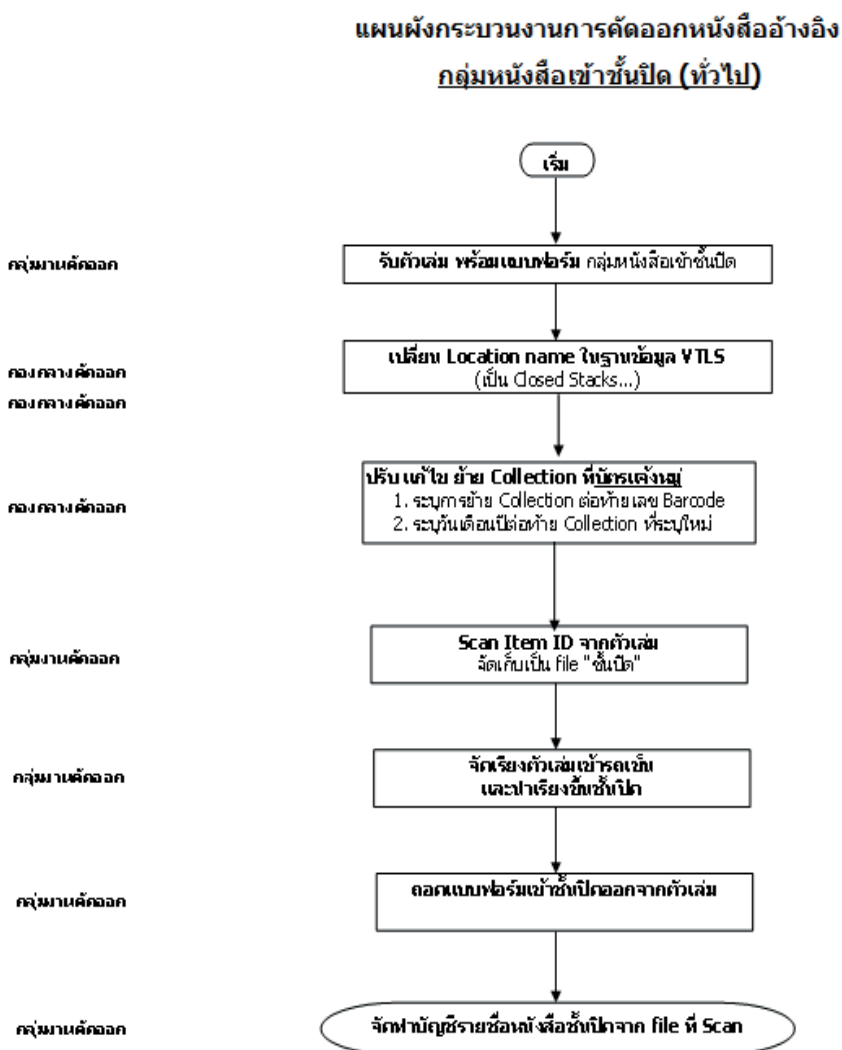 แผนผังกระบวนงานการคัดออกหนังสืออ้างอิง
กลุ่มหนังสือเข้าชั้นปิด (ทั่วไป)
เริ่ม
กลุ่มงานคัดออก
รับตัวเล่ม พร้อมแบบฟอร์ม กลุ่มหนังสือเข้าชั้นปิด
กองกลางคัดออก
กองกลางคัดออก
เปลี่ยน Location name ในฐานข้อมูล VTLS
(เป็น Closed Stacks...)
กองกลางคัดออก
ปรับ แก้ไข ย้าย Collection ที่บัตรแจ้งหมู่
1. ระบุการย้าย Collection ต่อท้ายเลข Barcode
2. ระบุวันเดือนปีต่อท้าย Collection ที่ระบุใหม่
กลุ่มงานคัดออก
Scan Item ID จากตัวเล่ม
จัดเก็บเป็น file "ชั้นปิด"
กลุ่มงานคัดออก
จัดเรียงตัวเล่มเข้ารถเข็น
และนำเรียงขึ้นชั้นปิด
กลุ่มงานคัดออก
ถอดแบบฟอร์มเข้าชั้นปิดออกจากตัวเล่ม
กลุ่มงานคัดออก
จัดทำบัญชีรายชื่อหนังสือชั้นปิดจาก file ที่ Scan